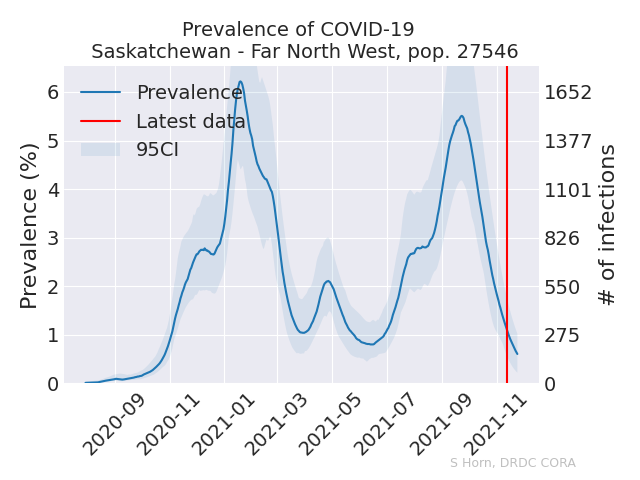 Prevalence of COVID-19
Saskatchewan - Far North West, pop. 27546
Prevalence
Latest data
95CI
Prevalence (%)
6
5
4
3
2
1
0
1652
1377
1101
826
550
275
0
# of infections
2020-09
2020-11
2021-01
2021-03
2021-05
2021-07
2021-09
2021-11
S Horn, DRDC CORA